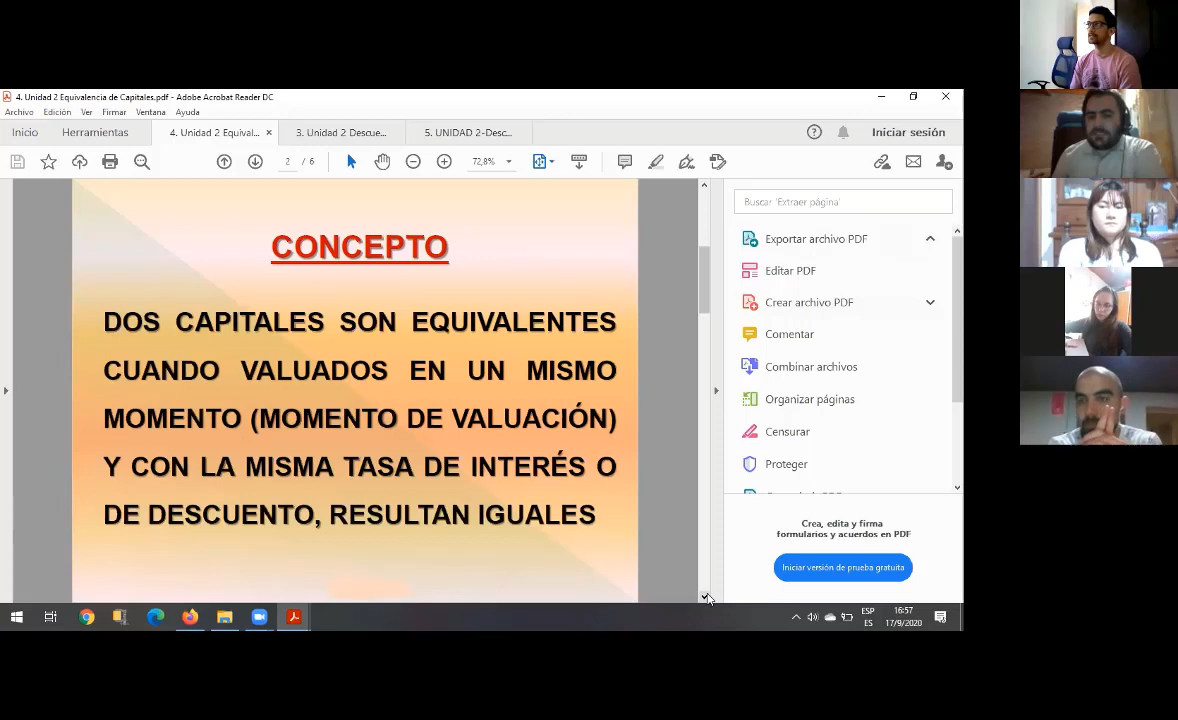 4. Unidad 2 Equivalencia de Capitales.pdf - Adobe Acrobat Reader DC
Archivo Edición Ver Firmar Ventana Ayuda
Inicio Herramientas 4. Unidad 2 Equival... × 3. Unidad 2 Descue... 5. UNIDAD 2-Desc... Iniciar sesión
2 / 6 72,8%
CONCEPTO
DOS CAPITALES SON EQUIVALENTES
CUANDO VALUADOS EN UN MISMO
MOMENTO (MOMENTO DE VALUACIÓN)
Y CON LA MISMA TASA DE INTERÉS O
DE DESCUENTO, RESULTAN IGUALES
Buscar 'Extraer página'
Exportar archivo PDF
Editar PDF
Crear archivo PDF
Comentar
Combinar archivos
Organizar páginas
Censurar
Proteger
Crea, edita y firma
formularios y acuerdos en PDF
Iniciar versión de prueba gratuita
ESP
ES
16:57
17/9/2020